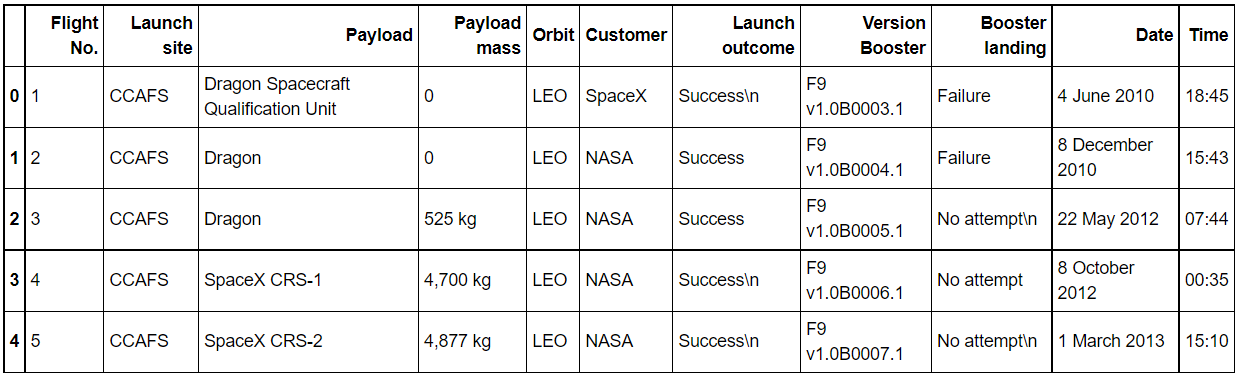 Flight No. Launch site Payload Payload mass Orbit Customer Launch outcome Version Booster Booster landing Date Time
0 1 CCAFS Dragon Spacecraft Qualification Unit 0 LEO SpaceX Success\n F9 v1.0B0003.1 Failure 4 June 2010 18:45
1 2 CCAFS Dragon 0 LEO NASA Success F9 v1.0B0004.1 Failure 8 December 2010 15:43
2 3 CCAFS Dragon 525 kg LEO NASA Success F9 v1.0B0005.1 No attempt\n 22 May 2012 07:44
3 4 CCAFS SpaceX CRS-1 4,700 kg LEO NASA Success\n F9 v1.0B0006.1 No attempt 8 October 2012 00:35
4 5 CCAFS SpaceX CRS-2 4,877 kg LEO NASA Success\n F9 v1.0B0007.1 No attempt\n 1 March 2013 15:10